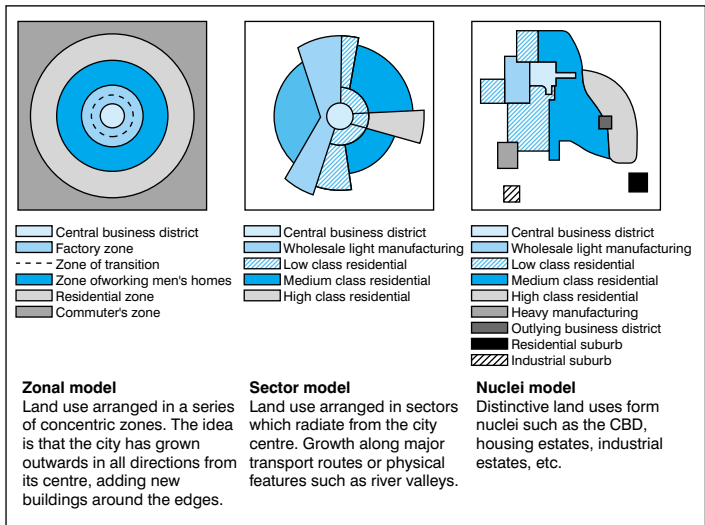 Central business district
Factory zone
Zone of transition
Zone ofworking men's homes
Residential zone
Commuter's zone
Central business district
Wholesale light manufacturing
Low class residential
Medium class residential
High class residential
Central business district
Wholesale light manufacturing
Low class residential
Medium class residential
High class residential
Heavy manufacturing
Outlying business district
Residential suburb
Industrial suburb
Zonal model
Land use arranged in a series
of concentric zones. The idea
is that the city has grown
outwards in all directions from
its centre, adding new
buildings around the edges.
Sector model
Land use arranged in sectors
which radiate from the city
centre. Growth along major
transport routes or physical
features such as river valleys.
Nuclei model
Distinctive land uses form
nuclei such as the CBD,
housing estates, industrial
estates, etc.